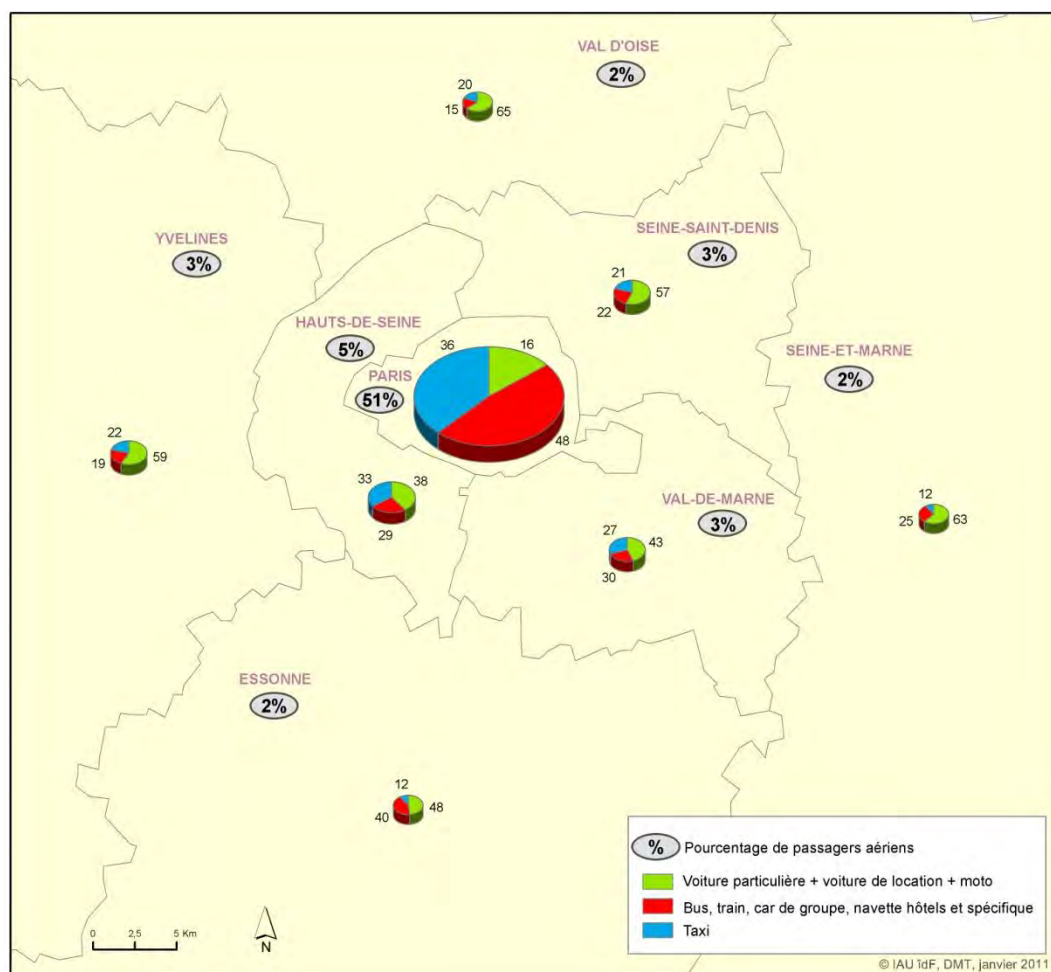 VAL D'OISE
2%
20
15
65
YVELINES
3%
SEINE-SAINT-DENIS
3%
21
22
57
HAUTS-DE-SEINE
5%
PARIS
51%
36
16
48
SEINE-ET-MARNE
2%
22
19
59
33
38
29
VAL-DE-MARNE
3%
27
43
30
12
25
63
ESSONNE
2%
12
40
48
% Pourcentage de passagers aériens
Voiture particulière + voiture de location + moto
Bus, train, car de groupe, navette hôtels et spécifique
Taxi
0 2,5 5 Km
N
© IAU îdF, DMT, janvier 2011